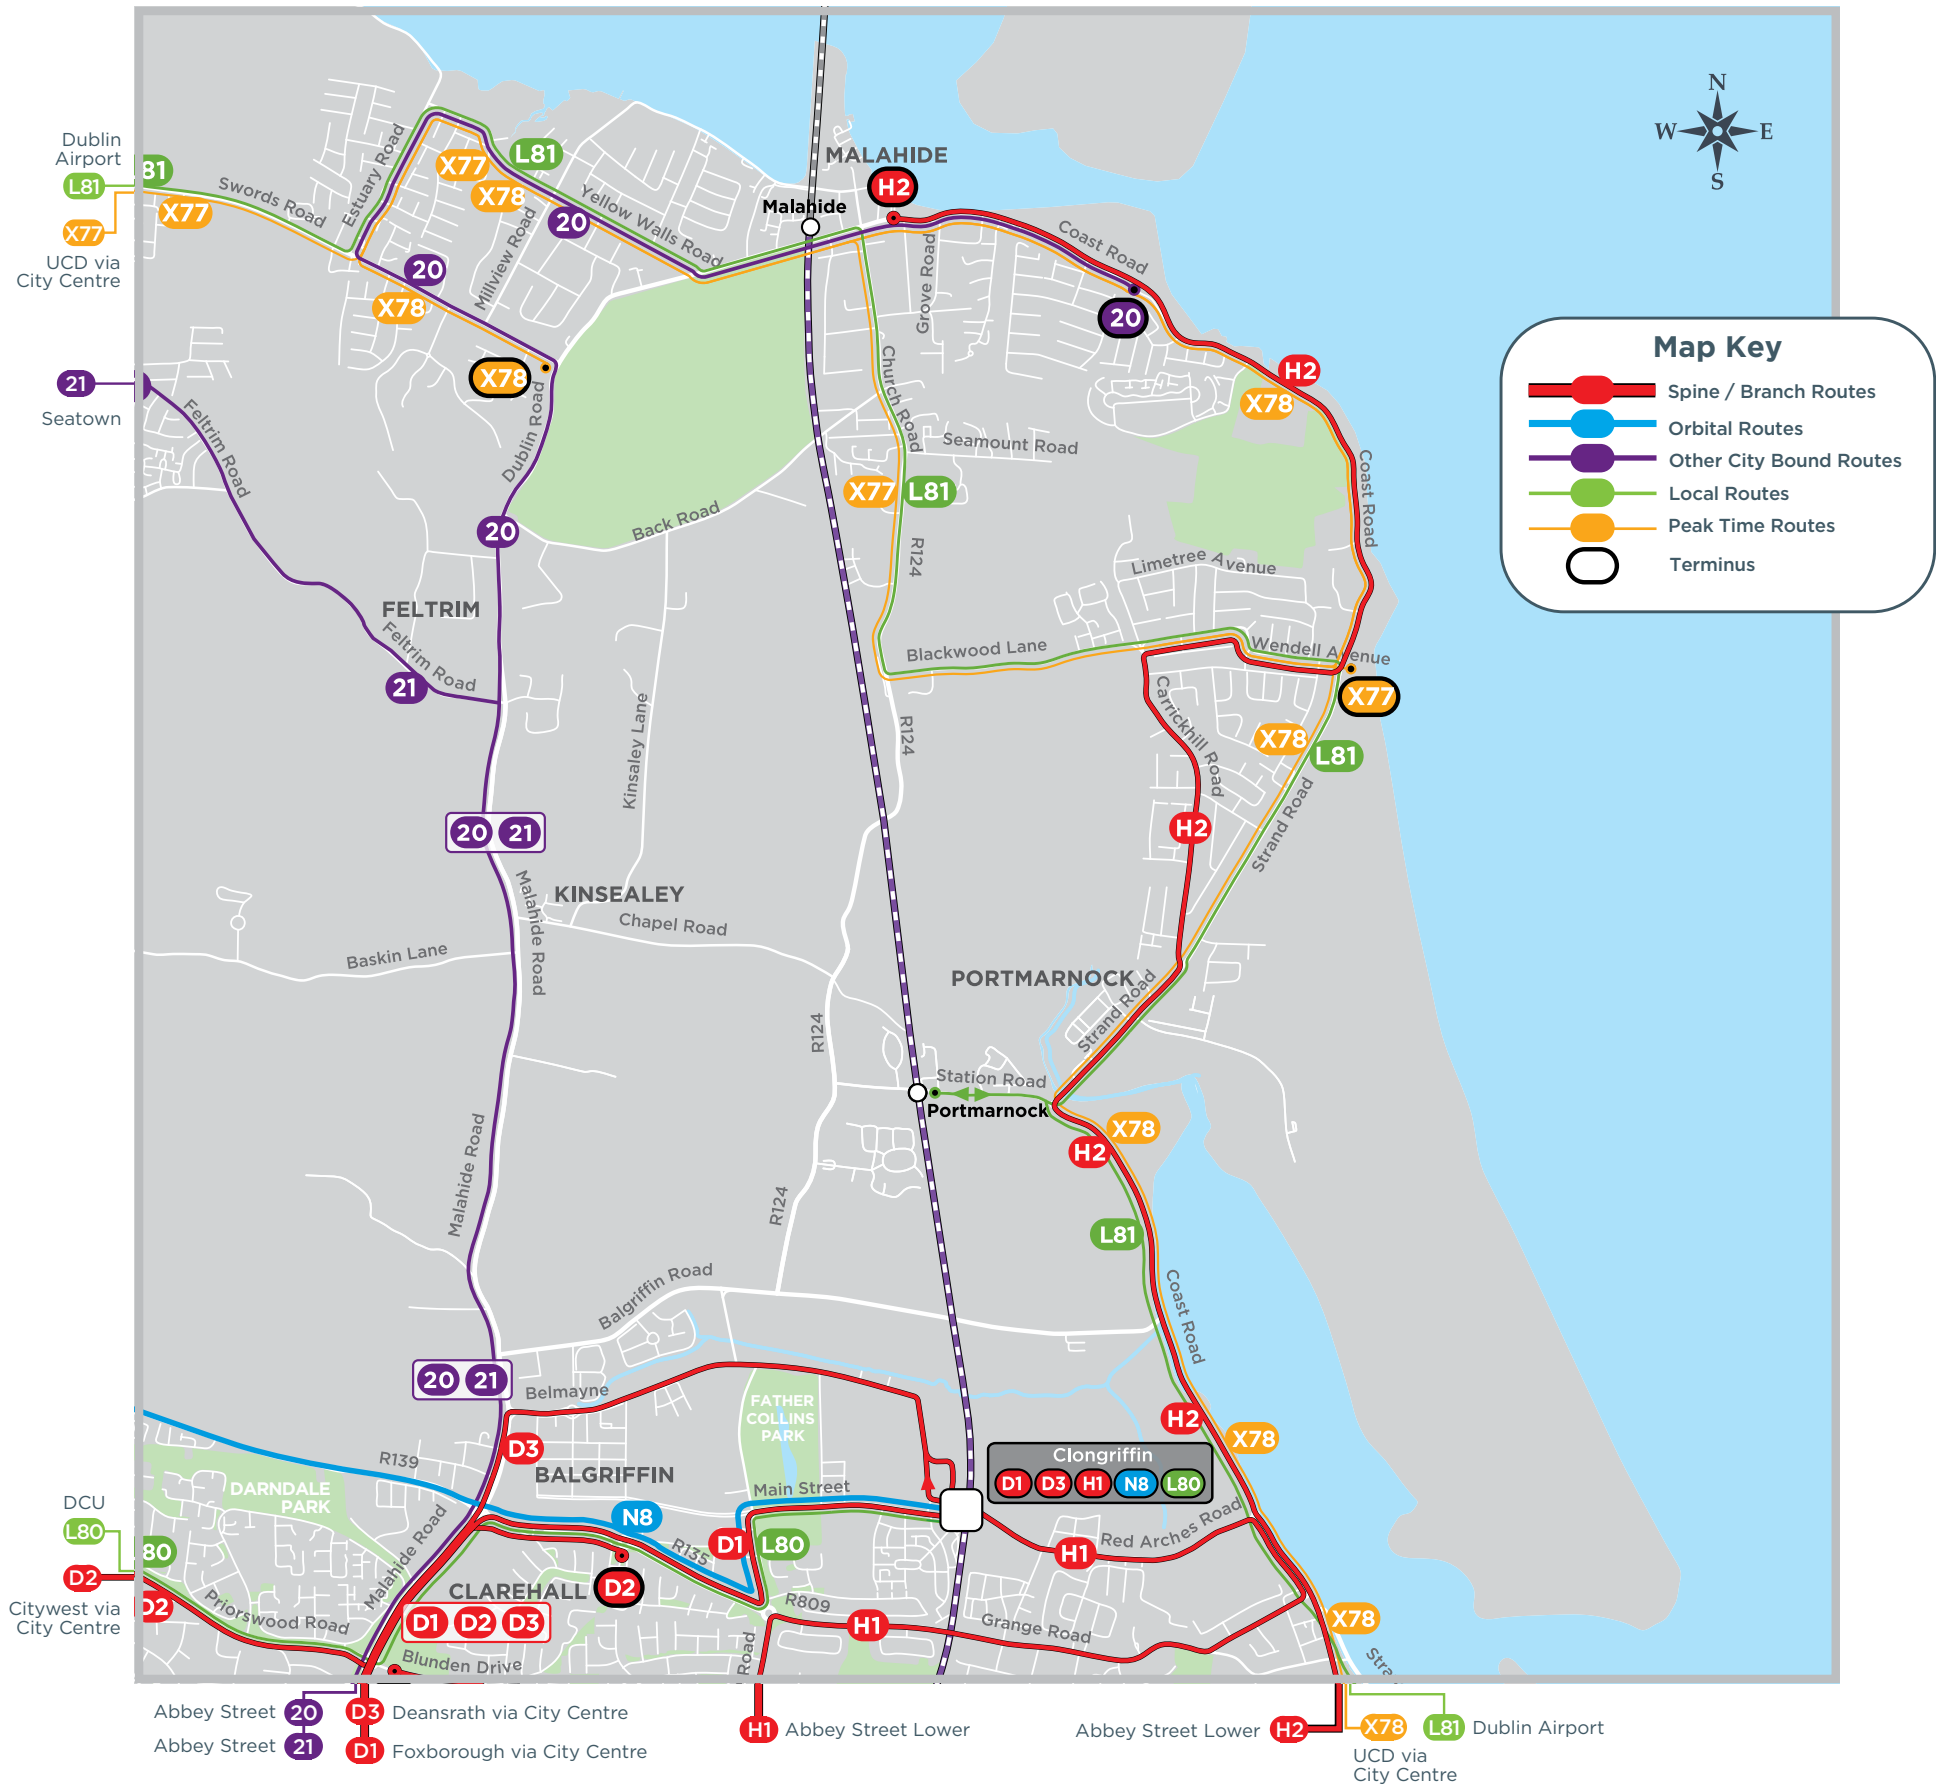 N
W
E
S
Dublin
Airport
L81
X77
UCD via
City Centre
81
X77
Swords Road
Estuary Road
X77
L81
X78
20
Millview Road
Yellow Walls Road
20
X78
X78
Dublin Road
MALAHIDE
H2
Malahide
Grove Road
Coast Road
20
H2
X78
Coast Road
Church Road
Seamount Road
X77
L81
R124
Back Road
20
21
Seatown
Feltrim Road
FELTRIM
Feltrim Road
21
Map Key
Spine / Branch Routes
Orbital Routes
Other City Bound Routes
Local Routes
Peak Time Routes
Terminus
Limetree Avenue
Blackwood Lane
Wendell Avenue
X77
Carrickhill Road
X78
L81
H2
Strand Road
R124
Kinsaley Lane
20 21
Malahide Road
KINSEALEY
Chapel Road
Baskin Lane
PORTMARNOCK
Strand Road
R124
Station Road
Portmarnock
X78
H2
L81
Malahide Road
R124
Balgriffin Road
Coast Road
20 21
Belmayne
FATHER
COLLINS
PARK
H2
X78
D3
R139
BALGRIFFIN
Clongriffin
D1 D3 H1 N8 L80
DARNDALE
PARK
Main Street
N8
D1
L80
R135
Red Arches Road
H1
DCU
L80
80
D2
D2
Citywest via
City Centre
Malahide Road
CLAREHALL
D2
Priorswood Road
D1 D2 D3
R809
H1
Grange Road
X78
Blunden Drive
Road
Stra
Abbey Street 20
Abbey Street 21
D3 Deansrath via City Centre
D1 Foxborough via City Centre
H1 Abbey Street Lower
Abbey Street Lower H2
X78
UCD via
City Centre
L81 Dublin Airport